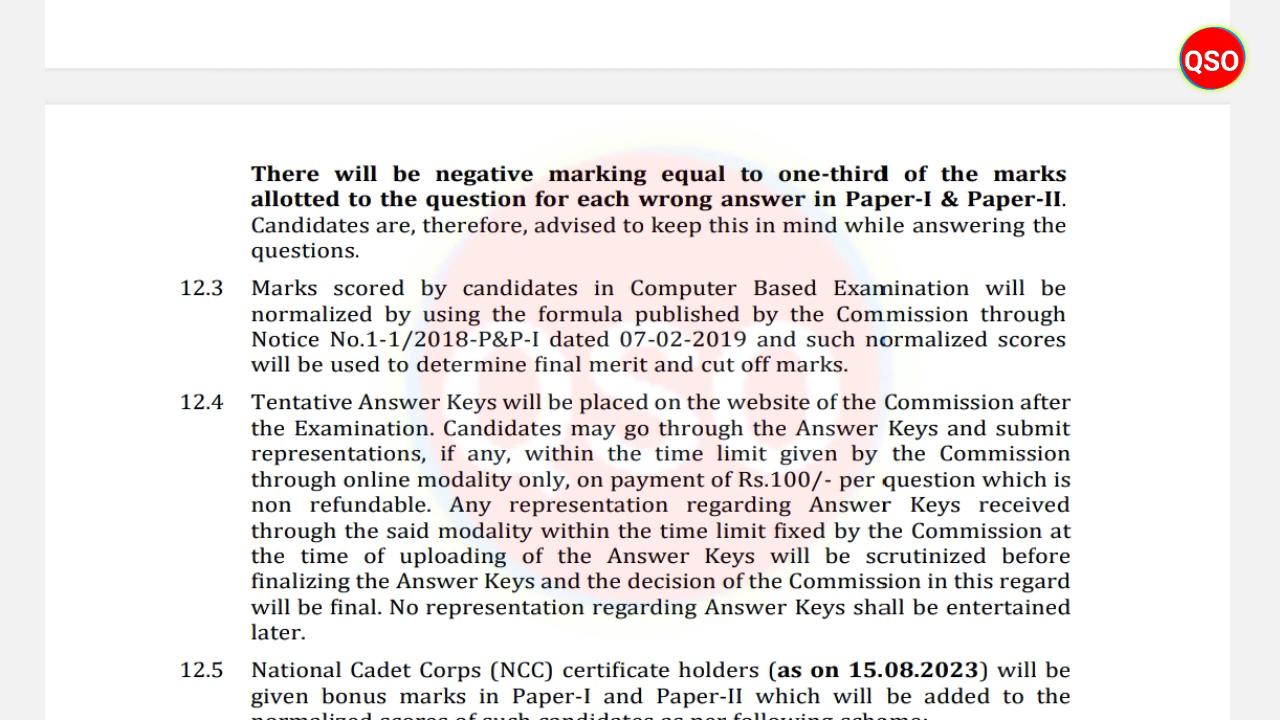 QSO
There will be negative marking equal to one-third of the marks
allotted to the question for each wrong answer in Paper-I & Paper-II.
Candidates are, therefore, advised to keep this in mind while answering the
questions.
12.3 Marks scored by candidates in Computer Based Examination will be
normalized by using the formula published by the Commission through
Notice No.1-1/2018-P&P-I dated 07-02-2019 and such normalized scores
will be used to determine final merit and cut off marks.
12.4 Tentative Answer Keys will be placed on the website of the Commission after
the Examination. Candidates may go through the Answer Keys and submit
representations, if any, within the time limit given by the Commission
through online modality only, on payment of Rs.100/- per question which is
non refundable. Any representation regarding Answer Keys received
through the said modality within the time limit fixed by the Commission at
the time of uploading of the Answer Keys will be scrutinized before
finalizing the Answer Keys and the decision of the Commission in this regard
will be final. No representation regarding Answer Keys shall be entertained
later.
12.5 National Cadet Corps (NCC) certificate holders (as on 15.08.2023) will be
given bonus marks in Paper-I and Paper-II which will be added to the
normalized scores of such candidates as per following scheme:
QSO